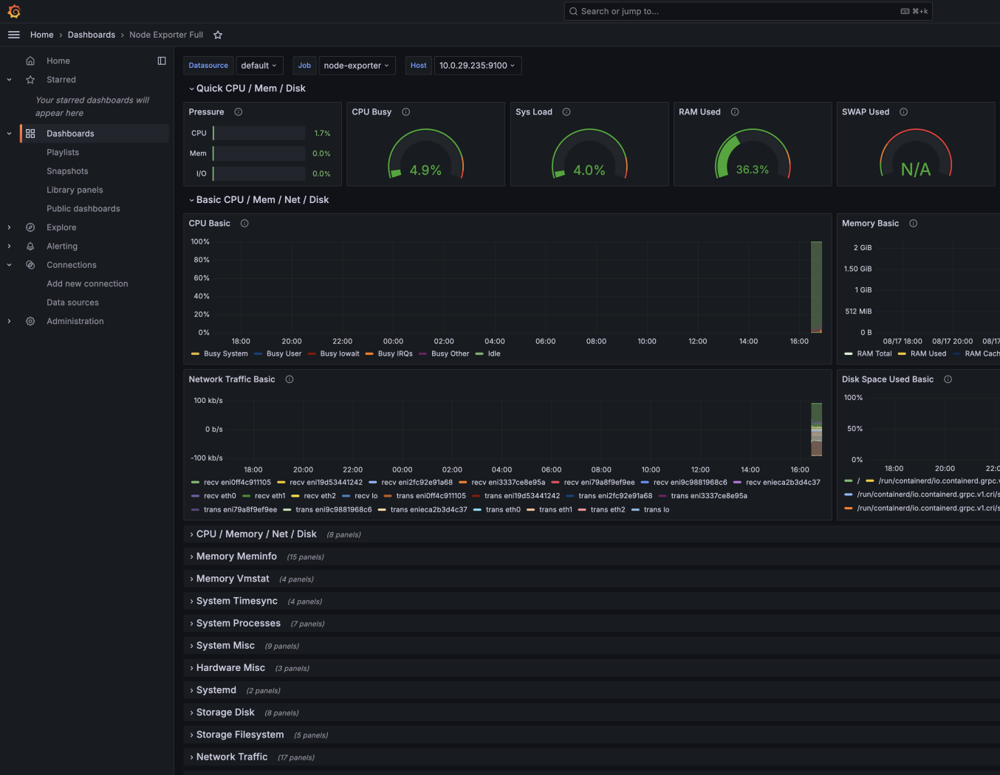 Search or jump to...
⌘+k
Home › Dashboards › Node Exporter Full
Home
Starred
Your starred dashboards will
appear here
Dashboards
Playlists
Snapshots
Library panels
Public dashboards
Explore
Alerting
Connections
Add new connection
Data sources
Administration
Datasource default Job node-exporter Host 10.0.29.235:9100
Quick CPU / Mem / Disk
Pressure
CPU 1.7%
Mem 0.0%
I/O 0.0%
CPU Busy
4.9%
Sys Load
4.0%
RAM Used
36.3%
SWAP Used
N/A
Basic CPU / Mem / Net / Disk
CPU Basic
100%
80%
60%
40%
20%
0%
18:00 20:00 22:00 00:00 02:00 04:00 06:00 08:00 10:00 12:00 14:00 16:00
Busy System Busy User Busy Iowait Busy IRQs Busy Other Idle
Memory Basic
2 GiB
1.50 GiB
1 GiB
512 MiB
0 B
08/17 18:00 08/17 20:00 08/17
RAM Total RAM Used RAM Cach
Network Traffic Basic
100 kb/s
0 b/s
-100 kb/s
18:00 20:00 22:00 00:00 02:00 04:00 06:00 08:00 10:00 12:00 14:00 16:00
recv eni0ff4c911105 recv eni19d53441242 recv eni2fc92e91a68 recv eni3337ce8e95a recv eni79a8f9ef9ee recv eni9c9881968c6 recv enieca2b3d4c37
recv eth0 recv eth1 recv eth2 recv lo trans eni0ff4c911105 trans eni19d53441242 trans eni2fc92e91a68 trans eni3337ce8e95a
trans eni79a8f9ef9ee trans eni9c9881968c6 trans enieca2b3d4c37 trans eth0 trans eth1 trans eth2 trans lo
Disk Space Used Basic
100%
50%
0%
18:00 20:00 22:0
/ /run/containerd/io.containerd.grpc.v
/run/containerd/io.containerd.grpc.v1.cri/s
/run/containerd/io.containerd.grpc.v1.cri/s
CPU / Memory / Net / Disk (8 panels)
Memory Meminfo (15 panels)
Memory Vmstat (4 panels)
System Timesync (4 panels)
System Processes (7 panels)
System Misc (9 panels)
Hardware Misc (3 panels)
Systemd (2 panels)
Storage Disk (8 panels)
Storage Filesystem (5 panels)
Network Traffic (17 panels)